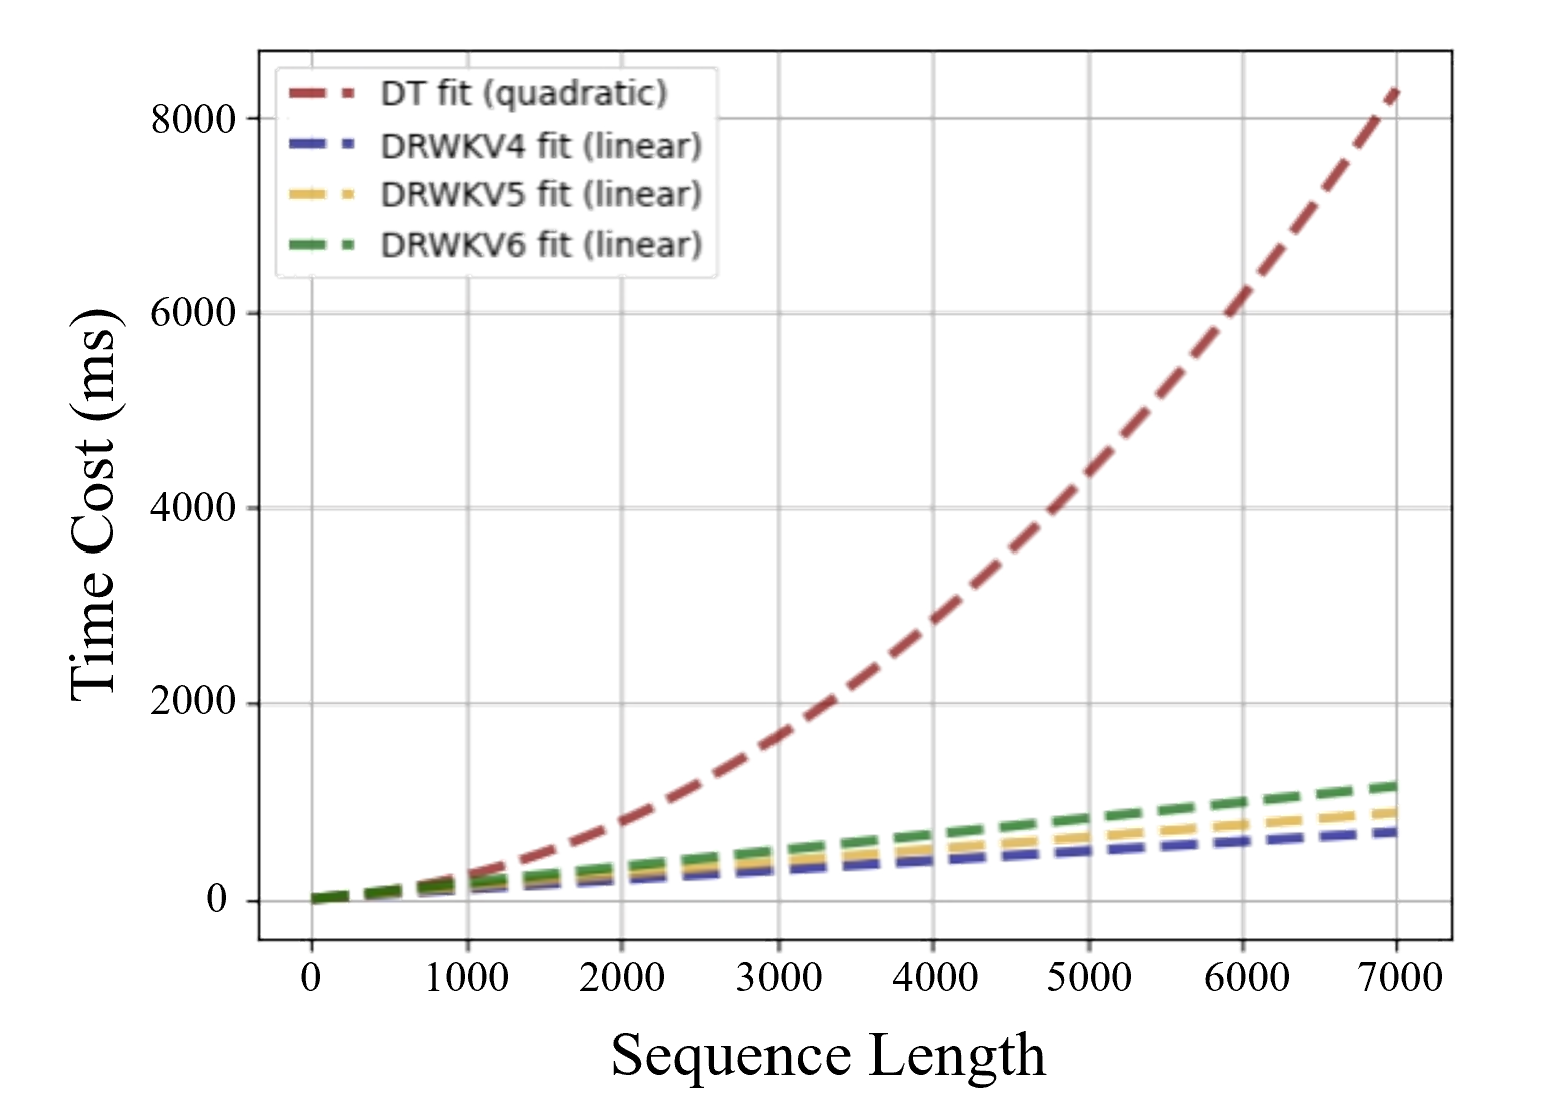 DT fit (quadratic)
DRWKV4 fit (linear)
DRWKV5 fit (linear)
DRWKV6 fit (linear)
8000
6000
4000
2000
0
Time Cost (ms)
0 1000 2000 3000 4000 5000 6000 7000
Sequence Length